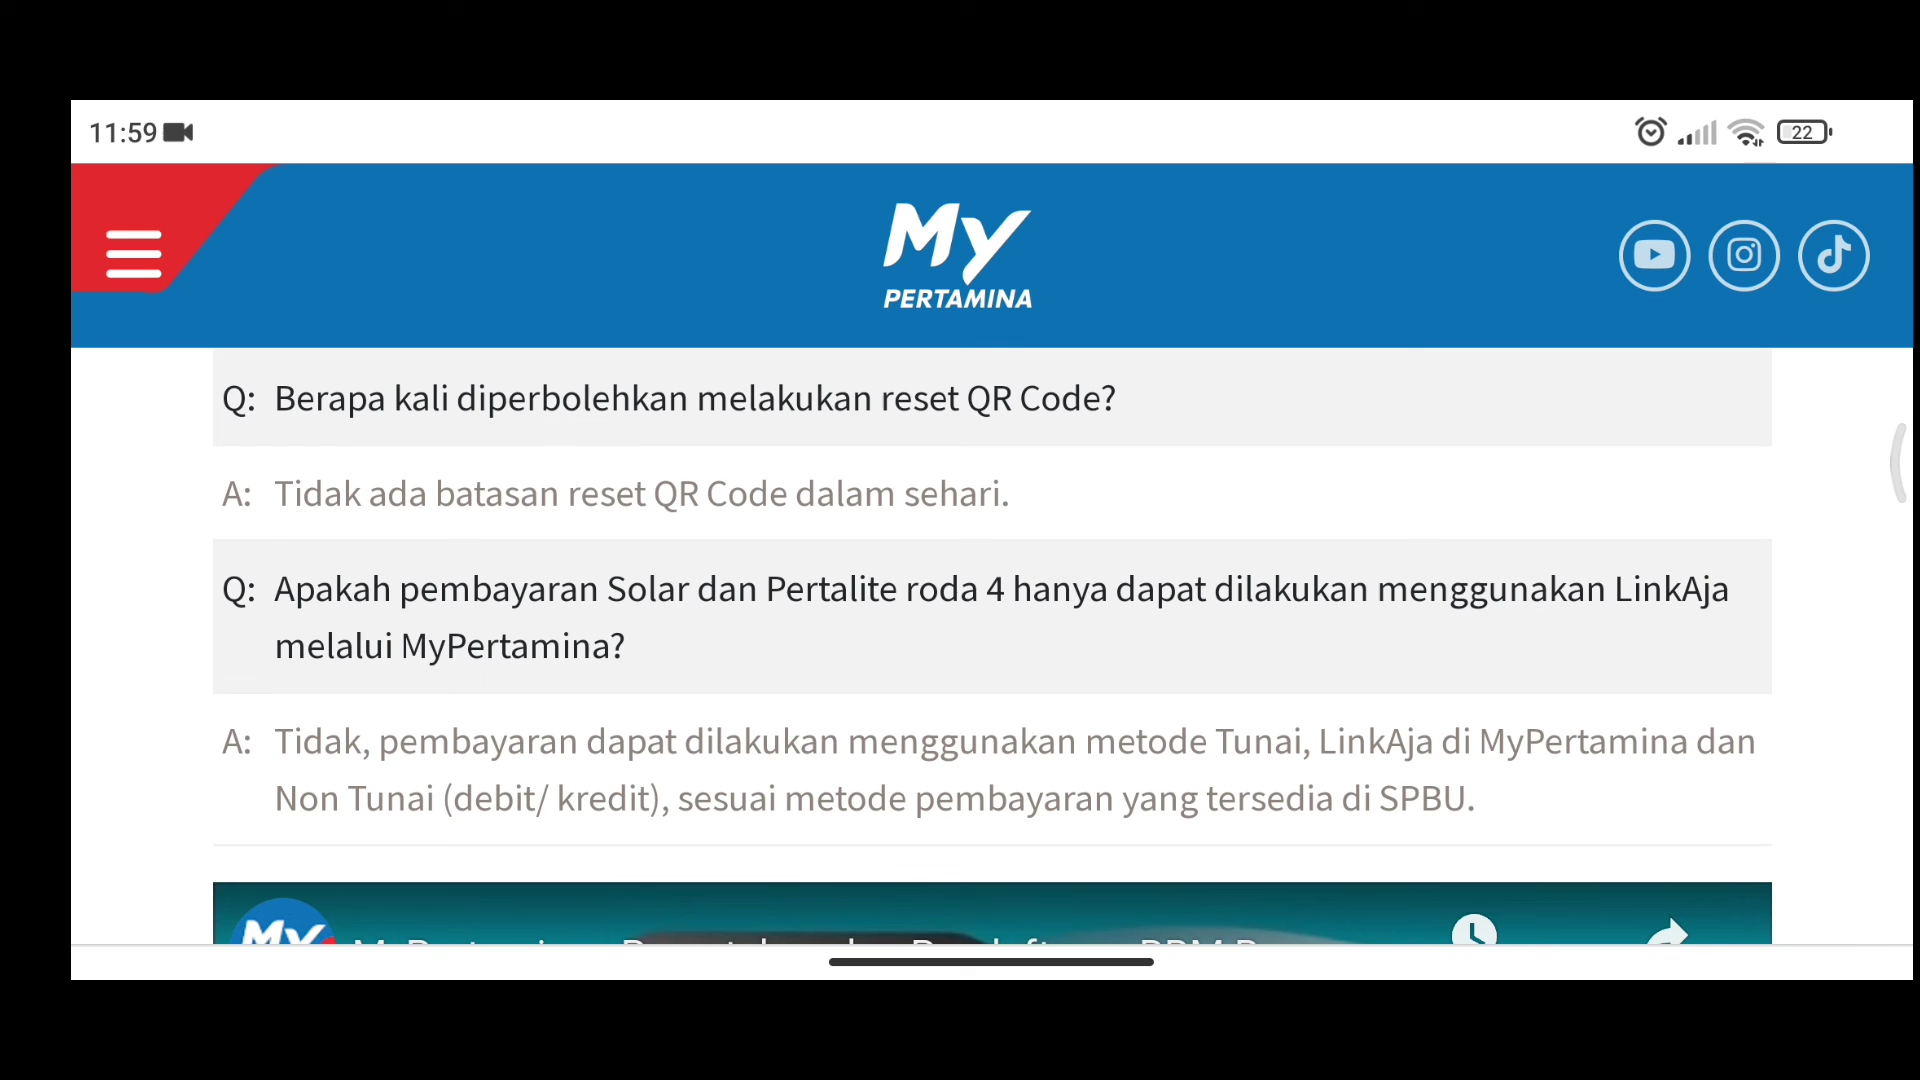 11:59
22
My
PERTAMINA
Q: Berapa kali diperbolehkan melakukan reset QR Code?
A: Tidak ada batasan reset QR Code dalam sehari.
Q: Apakah pembayaran Solar dan Pertalite roda 4 hanya dapat dilakukan menggunakan LinkAja
melalui MyPertamina?
A: Tidak, pembayaran dapat dilakukan menggunakan metode Tunai, LinkAja di MyPertamina dan
Non Tunai (debit/ kredit), sesuai metode pembayaran yang tersedia di SPBU.
My